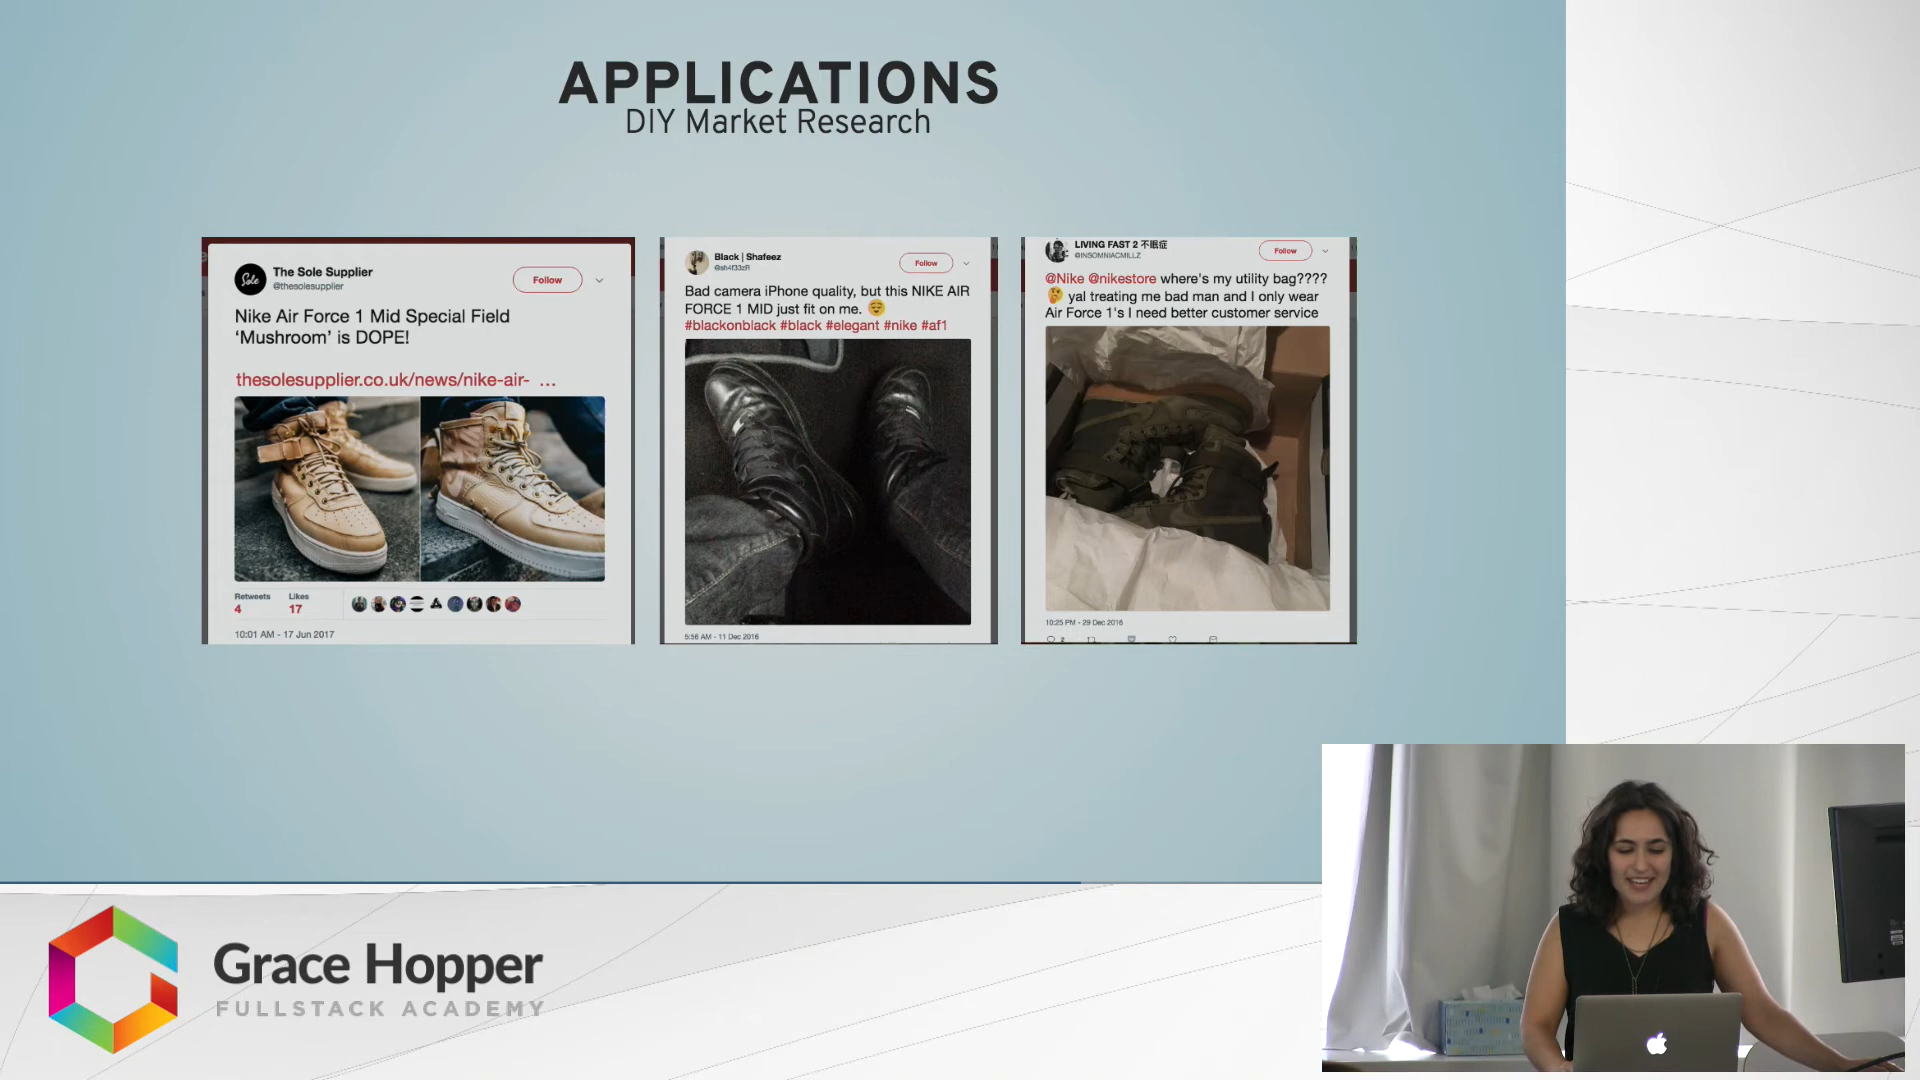 APPLICATIONS
DIY Market Research
The Sole Supplier
@thesolesupplier
Follow
Nike Air Force 1 Mid Special Field
‘Mushroom’ is DOPE!
thesolesupplier.co.uk/news/nike-air- …
Retweets
Likes
4
17
10:01 AM - 17 Jun 2017
Black | Shafeez
@sh4f33zR
Follow
Bad camera iPhone quality, but this NIKE AIR
FORCE 1 MID just fit on me. 😌
#blackonblack #black #elegant #nike #af1
5:56 AM - 11 Dec 2016
LIVING FAST 2 不眠症
@INSOMNIACMILLZ
Follow
@Nike @nikestore where's my utility bag????
🤔 yal treating me bad man and I only wear
Air Force 1's I need better customer service
10:25 PM - 29 Dec 2016
2
Grace Hopper
FULLSTACK ACADEMY